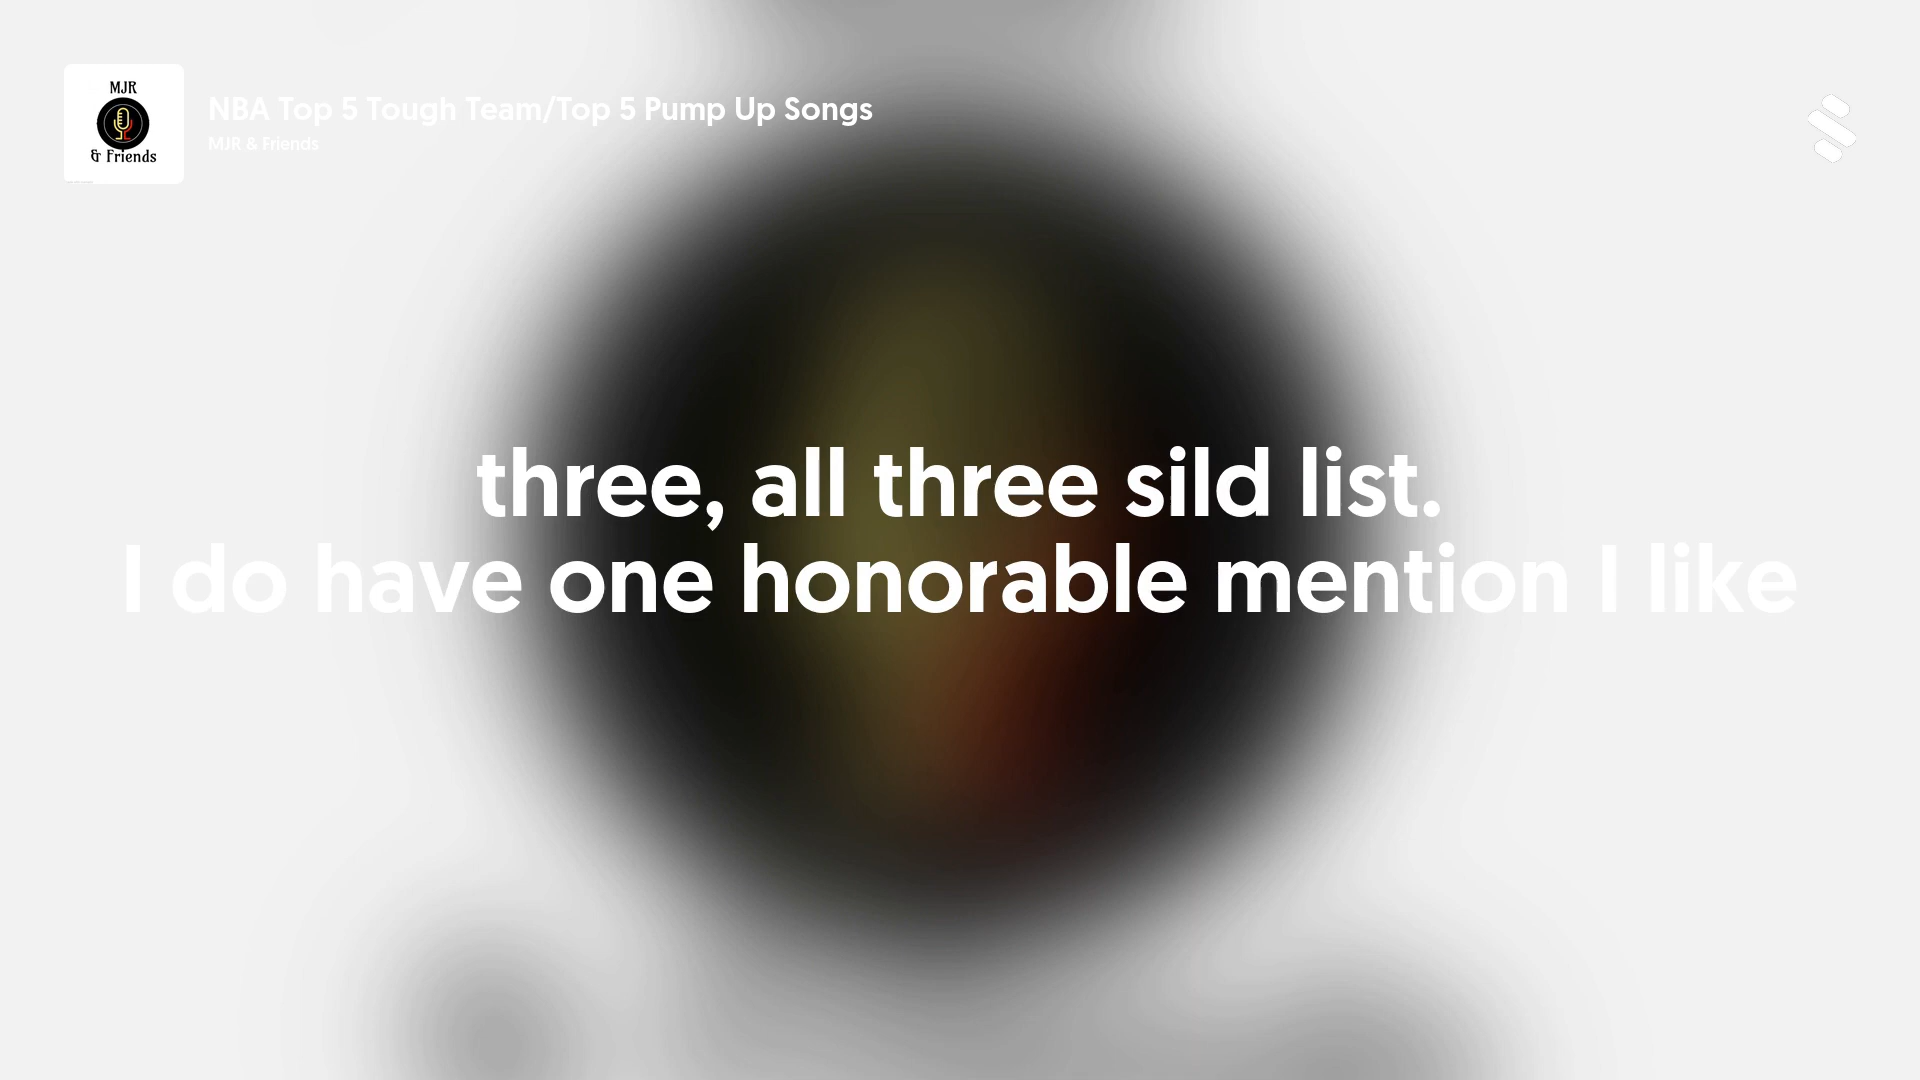 MJR
& Friends
NBA Top 5 Tough Team/Top 5 Pump Up Songs
MJR & Friends
three, all three sild list.
I do have one honorable mention I like